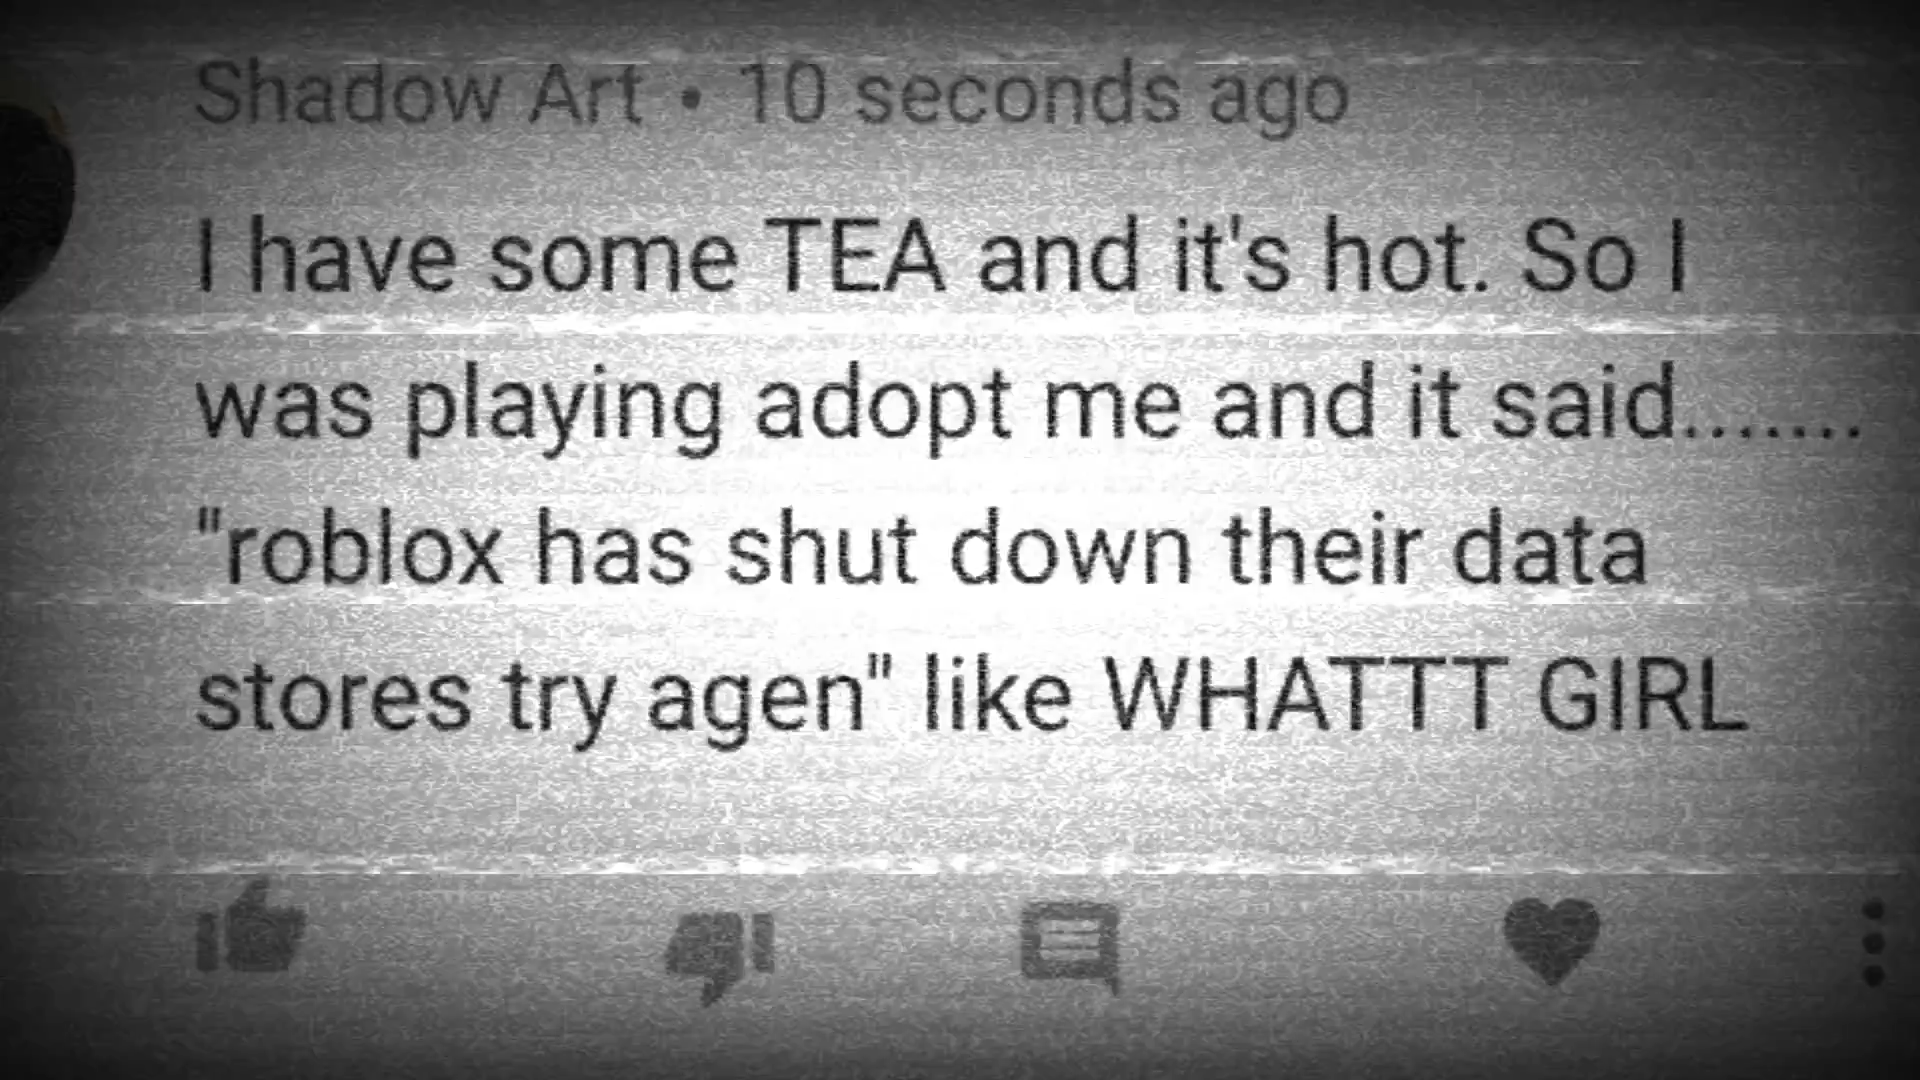 Shadow Art • 10 seconds ago
I have some TEA and it's hot. So I
was playing adopt me and it said.......
"roblox has shut down their data
stores try agen" like WHATTT GIRL